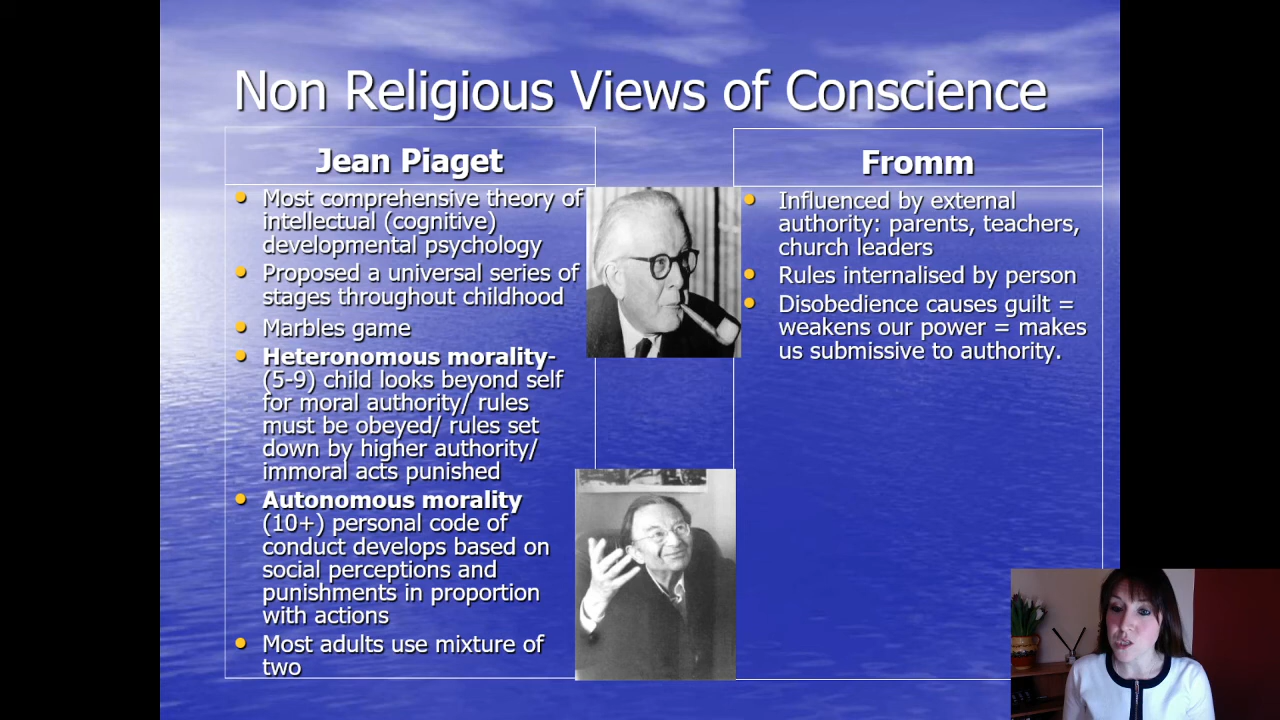 Non Religious Views of Conscience
Jean Piaget
Most comprehensive theory of
intellectual (cognitive)
developmental psychology
Proposed a universal series of
stages throughout childhood
Marbles game
Heteronomous morality-
(5-9) child looks beyond self
for moral authority/ rules
must be obeyed/ rules set
down by higher authority/
immoral acts punished
Autonomous morality
(10+) personal code of
conduct develops based on
social perceptions and
punishments in proportion
with actions
Most adults use mixture of
two
Fromm
Influenced by external
authority: parents, teachers,
church leaders
Rules internalised by person
Disobedience causes guilt =
weakens our power = makes
us submissive to authority.